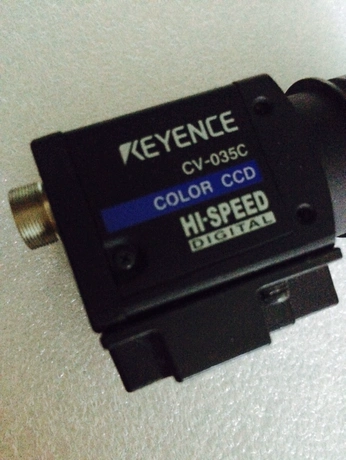 KEYENCE
CV-035C
COLOR CCD
HI-SPEED
DIGITAL